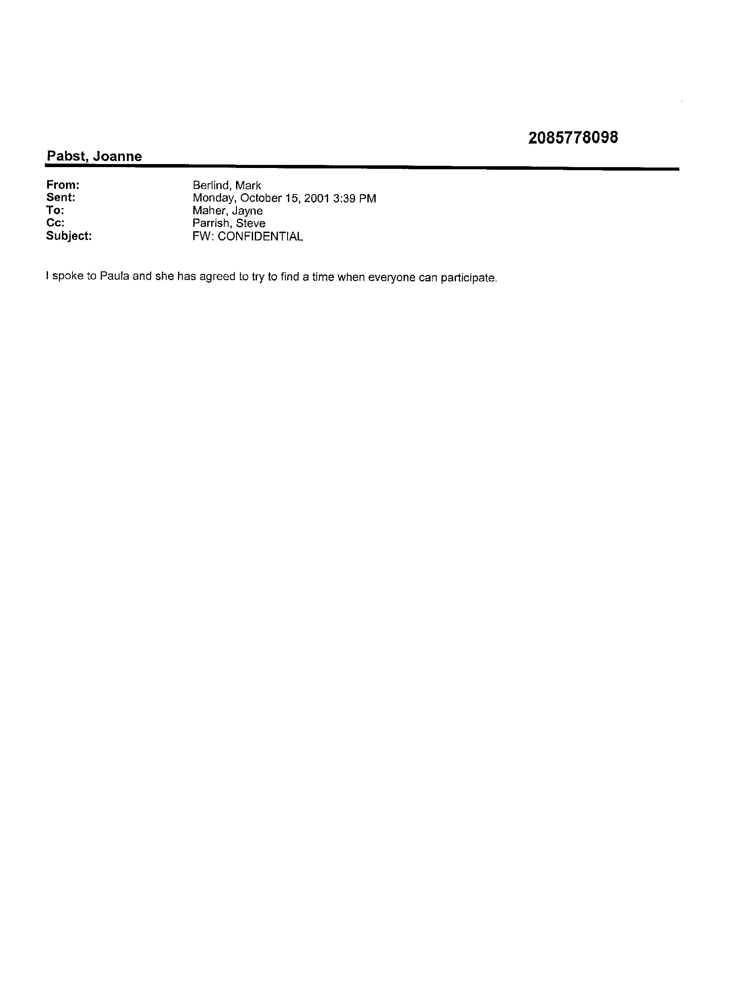 2085778098
Pabst, Joanne
From: Berlind, Mark
Sent: Monday, October 15, 2001 3:39 PM
To: Maher, Jayne
Cc: Parrish, Steve
Subject: FW: CONFIDENTIAL
I spoke to Paula and she has agreed to try to find a time when everyone can participate.